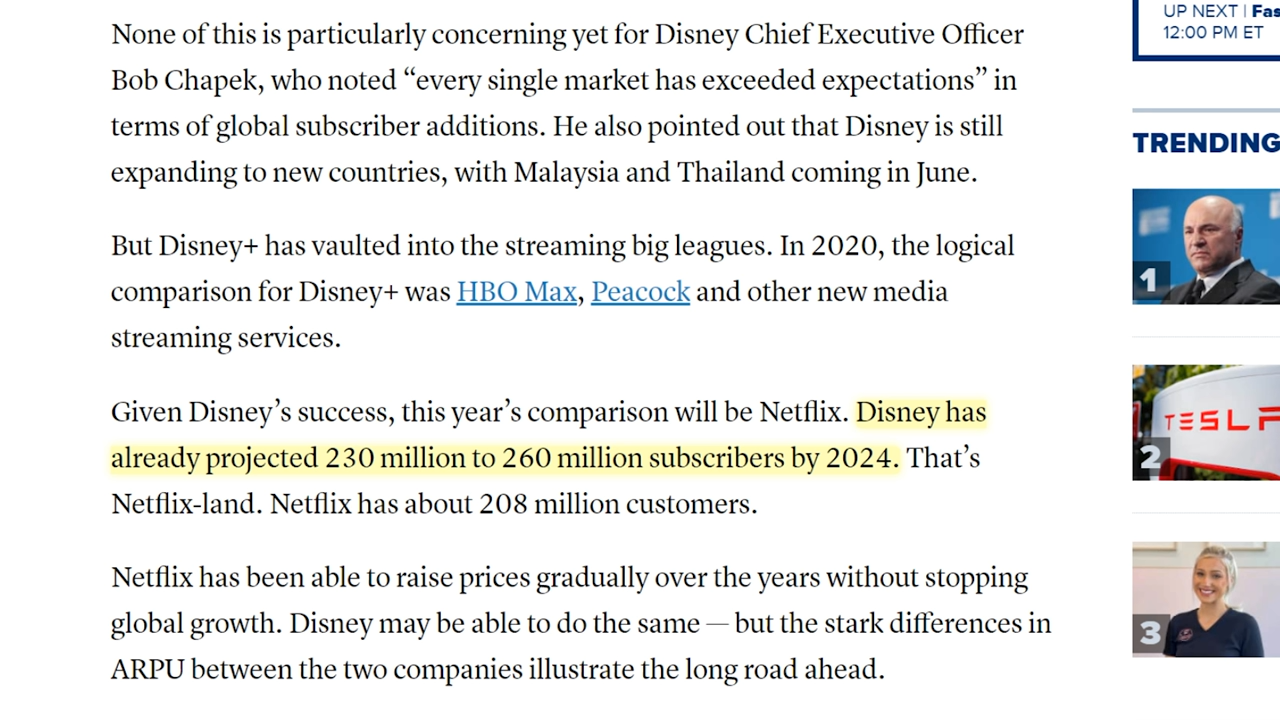 None of this is particularly concerning yet for Disney Chief Executive Officer
Bob Chapek, who noted “every single market has exceeded expectations” in
terms of global subscriber additions. He also pointed out that Disney is still
expanding to new countries, with Malaysia and Thailand coming in June.
But Disney+ has vaulted into the streaming big leagues. In 2020, the logical
comparison for Disney+ was HBO Max, Peacock and other new media
streaming services.
Given Disney’s success, this year’s comparison will be Netflix. Disney has
already projected 230 million to 260 million subscribers by 2024. That’s
Netflix-land. Netflix has about 208 million customers.
Netflix has been able to raise prices gradually over the years without stopping
global growth. Disney may be able to do the same — but the stark differences in
ARPU between the two companies illustrate the long road ahead.
UP NEXT | Fas
12:00 PM ET
TRENDING
1
TESL
2
3